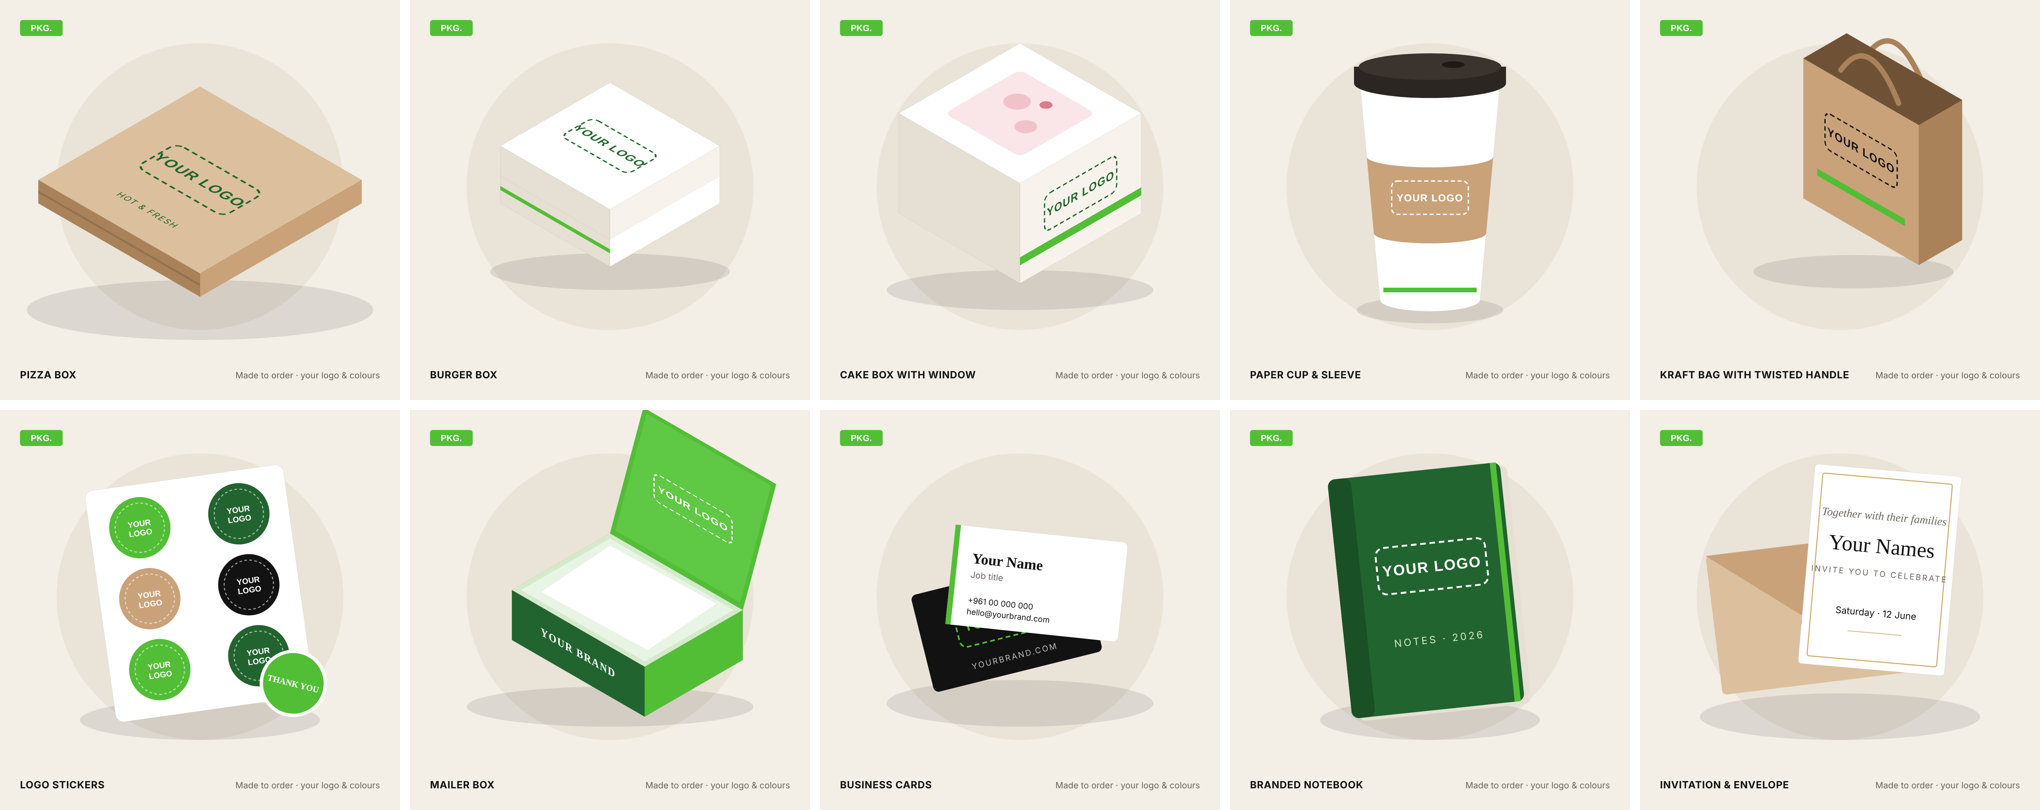 PKG.
YOUR LOGO
HOT & FRESH
PIZZA BOX
Made to order · your logo & colours
PKG.
YOUR LOGO
BURGER BOX
Made to order · your logo & colours
PKG.
YOUR LOGO
CAKE BOX WITH WINDOW
Made to order · your logo & colours
PKG.
YOUR LOGO
PAPER CUP & SLEEVE
Made to order · your logo & colours
PKG.
YOUR LOGO
KRAFT BAG WITH TWISTED HANDLE
Made to order · your logo & colours
PKG.
YOUR
LOGO
YOUR
LOGO
YOUR
LOGO
YOUR
LOGO
YOUR
LOGO
YOUR
LOGO
THANK YOU
LOGO STICKERS
Made to order · your logo & colours
PKG.
YOUR LOGO
YOUR BRAND
MAILER BOX
Made to order · your logo & colours
PKG.
Your Name
Job title
+961 00 000 000
hello@yourbrand.com
YOURBRAND.COM
BUSINESS CARDS
Made to order · your logo & colours
PKG.
YOUR LOGO
NOTES · 2026
BRANDED NOTEBOOK
Made to order · your logo & colours
PKG.
Together with their families
Your Names
INVITE YOU TO CELEBRATE
Saturday · 12 June
INVITATION & ENVELOPE
Made to order · your logo & colours